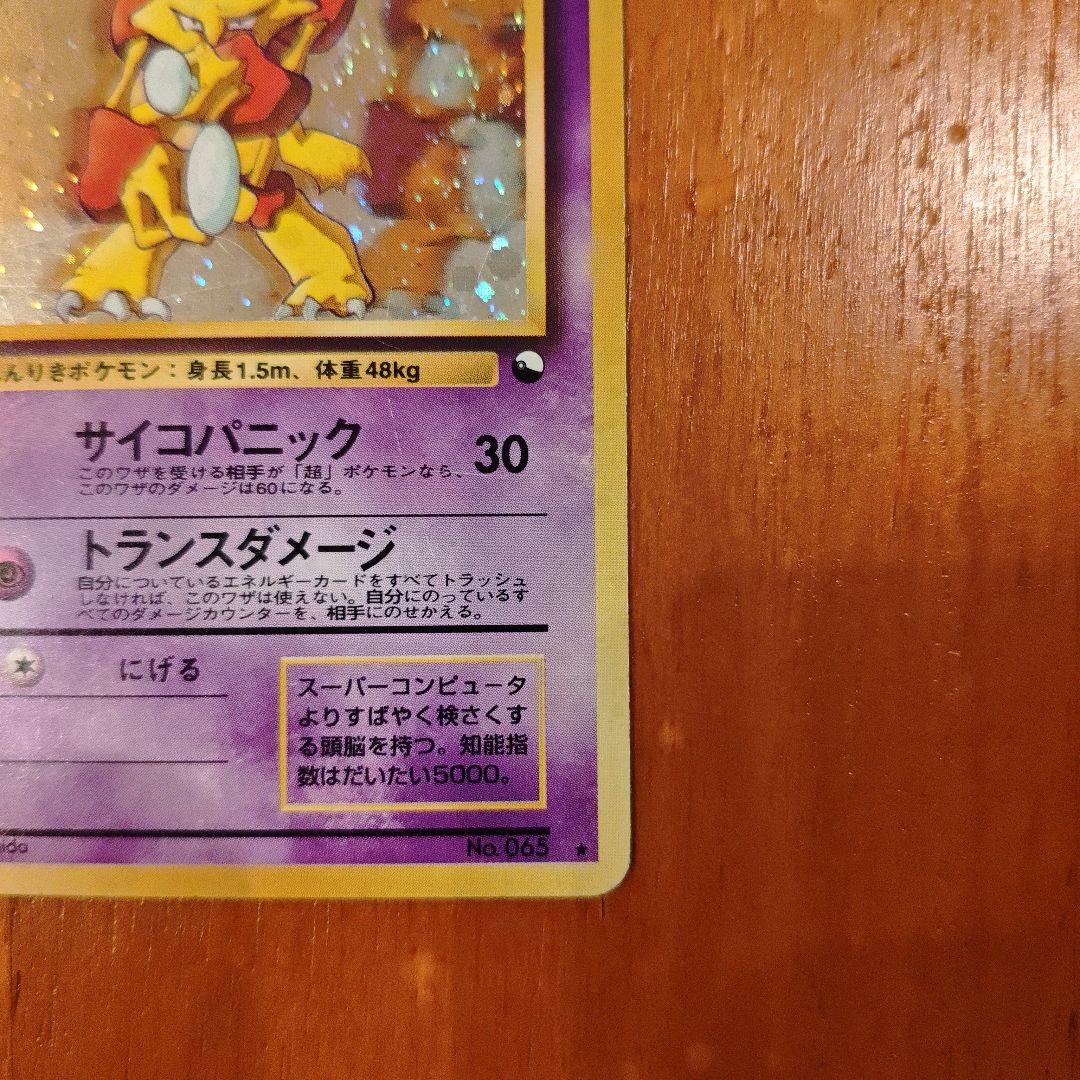 んりきポケモン：身長1.5m、体重48kg
サイコパニック 30
このワザを受ける相手が「超」ポケモンなら、
このワザのダメージは60になる。
トランスダメージ
自分についているエネルギーカードをすべてトラッシュ
しなければ、このワザは使えない。自分にのっているす
べてのダメージカウンターを、相手にのせかえる。
にげる
スーパーコンピュータ
よりすばやく検さくす
る頭脳を持つ。知能指
数はだいたい5000。
ida
No. 065 ★